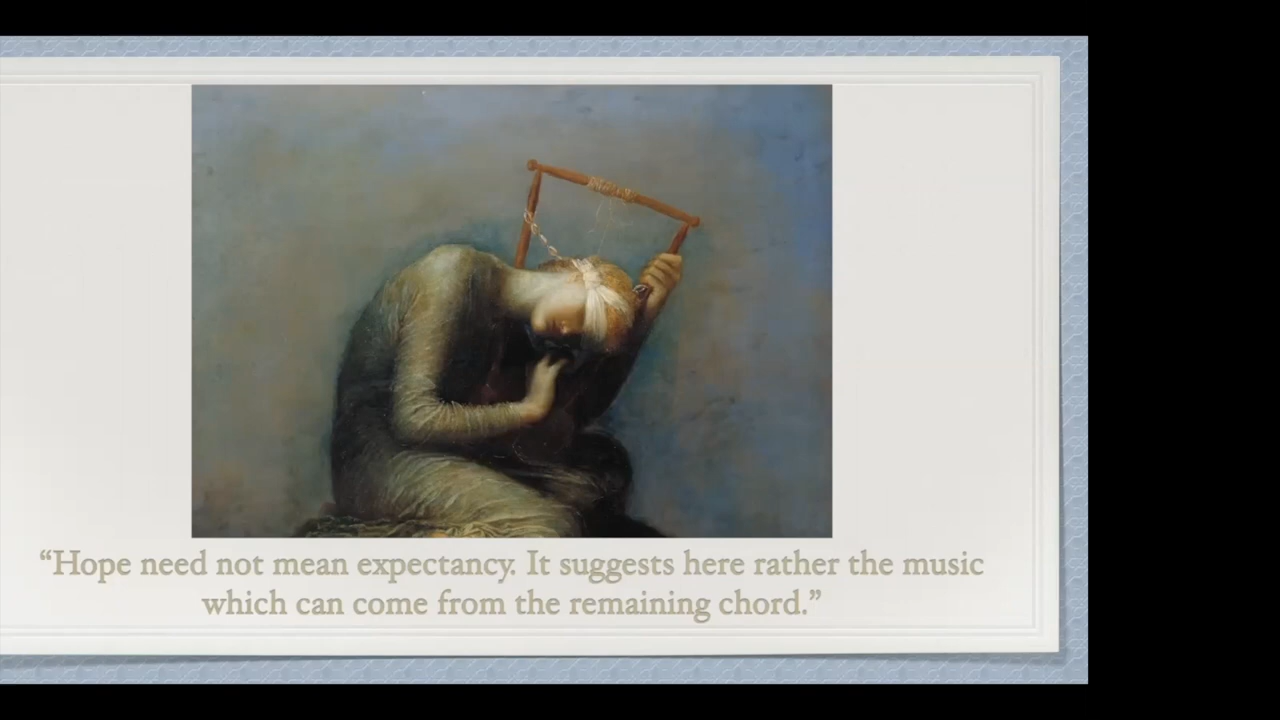 “Hope need not mean expectancy. It suggests here rather the music
which can come from the remaining chord.”